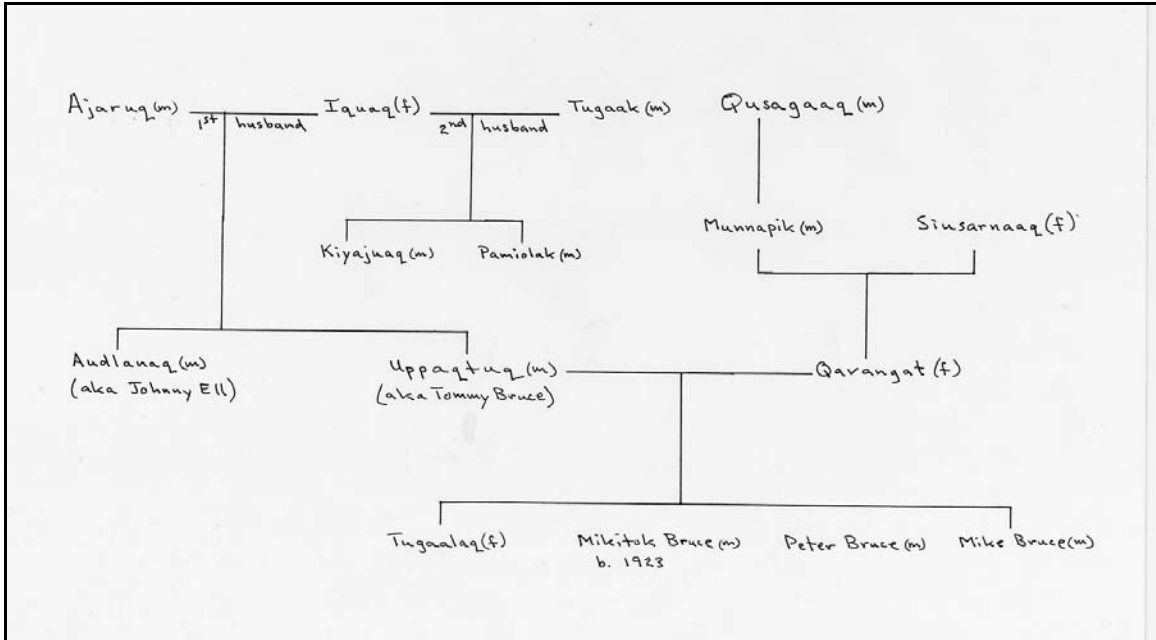 Ajaruq (m) 1st husband Iquaq (f) 2nd husband Tugaak (m) Qusagaaq (m)
Munnapik (m) Siusarnaaq (f)
Kiyajuaq (m) Pamiolak (m)
Audlanaq (m) Uppaqtuq (m) Qavangat (f)
(aka Johnny Ell) (aka Tommy Bruce)
Tugaalaq (f) Mikitok Bruce (m) Peter Bruce (m) Mike Bruce (m)
b. 1923